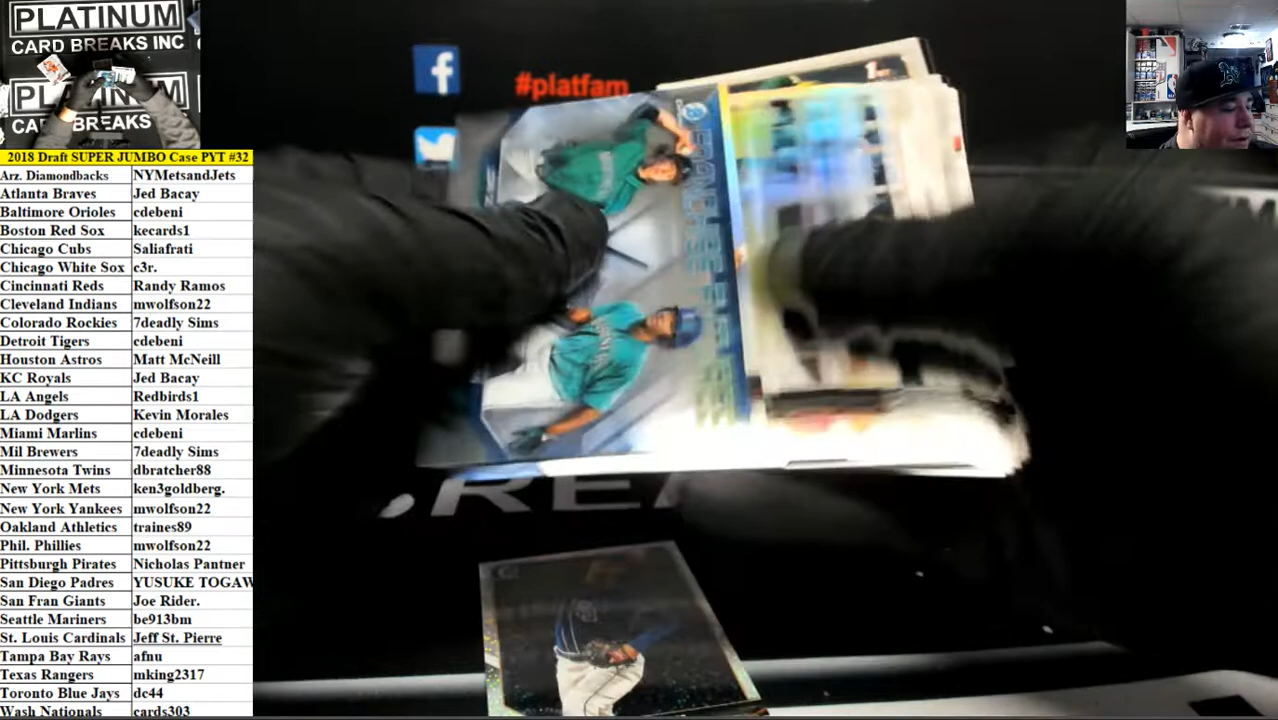 PLATINUM
CARD BREAKS INC
PLATINUM
CARD BREAKS
f
#platfam
2018 Draft SUPER JUMBO Case PYT #32
Arz. Diamondbacks NYMetsandJets
Atlanta Braves Jed Bacay
Baltimore Orioles cdebeni
Boston Red Sox kecards1
Chicago Cubs Saliafrati
Chicago White Sox c3r.
Cincinnati Reds Randy Ramos
Cleveland Indians mwolfson22
Colorado Rockies 7deadly Sims
Detroit Tigers cdebeni
Houston Astros Matt McNeill
KC Royals Jed Bacay
LA Angels Redbirds1
LA Dodgers Kevin Morales
Miami Marlins cdebeni
Mil Brewers 7deadly Sims
Minnesota Twins dbratcher88
New York Mets ken3goldberg.
New York Yankees mwolfson22
Oakland Athletics traines89
Phil. Phillies mwolfson22
Pittsburgh Pirates Nicholas Pantner
San Diego Padres YUSUKE TOGAW
San Fran Giants Joe Rider.
Seattle Mariners be913bm
St. Louis Cardinals Jeff St. Pierre
Tampa Bay Rays afnu
Texas Rangers mking2317
Toronto Blue Jays dc44
Wash Nationals cards303